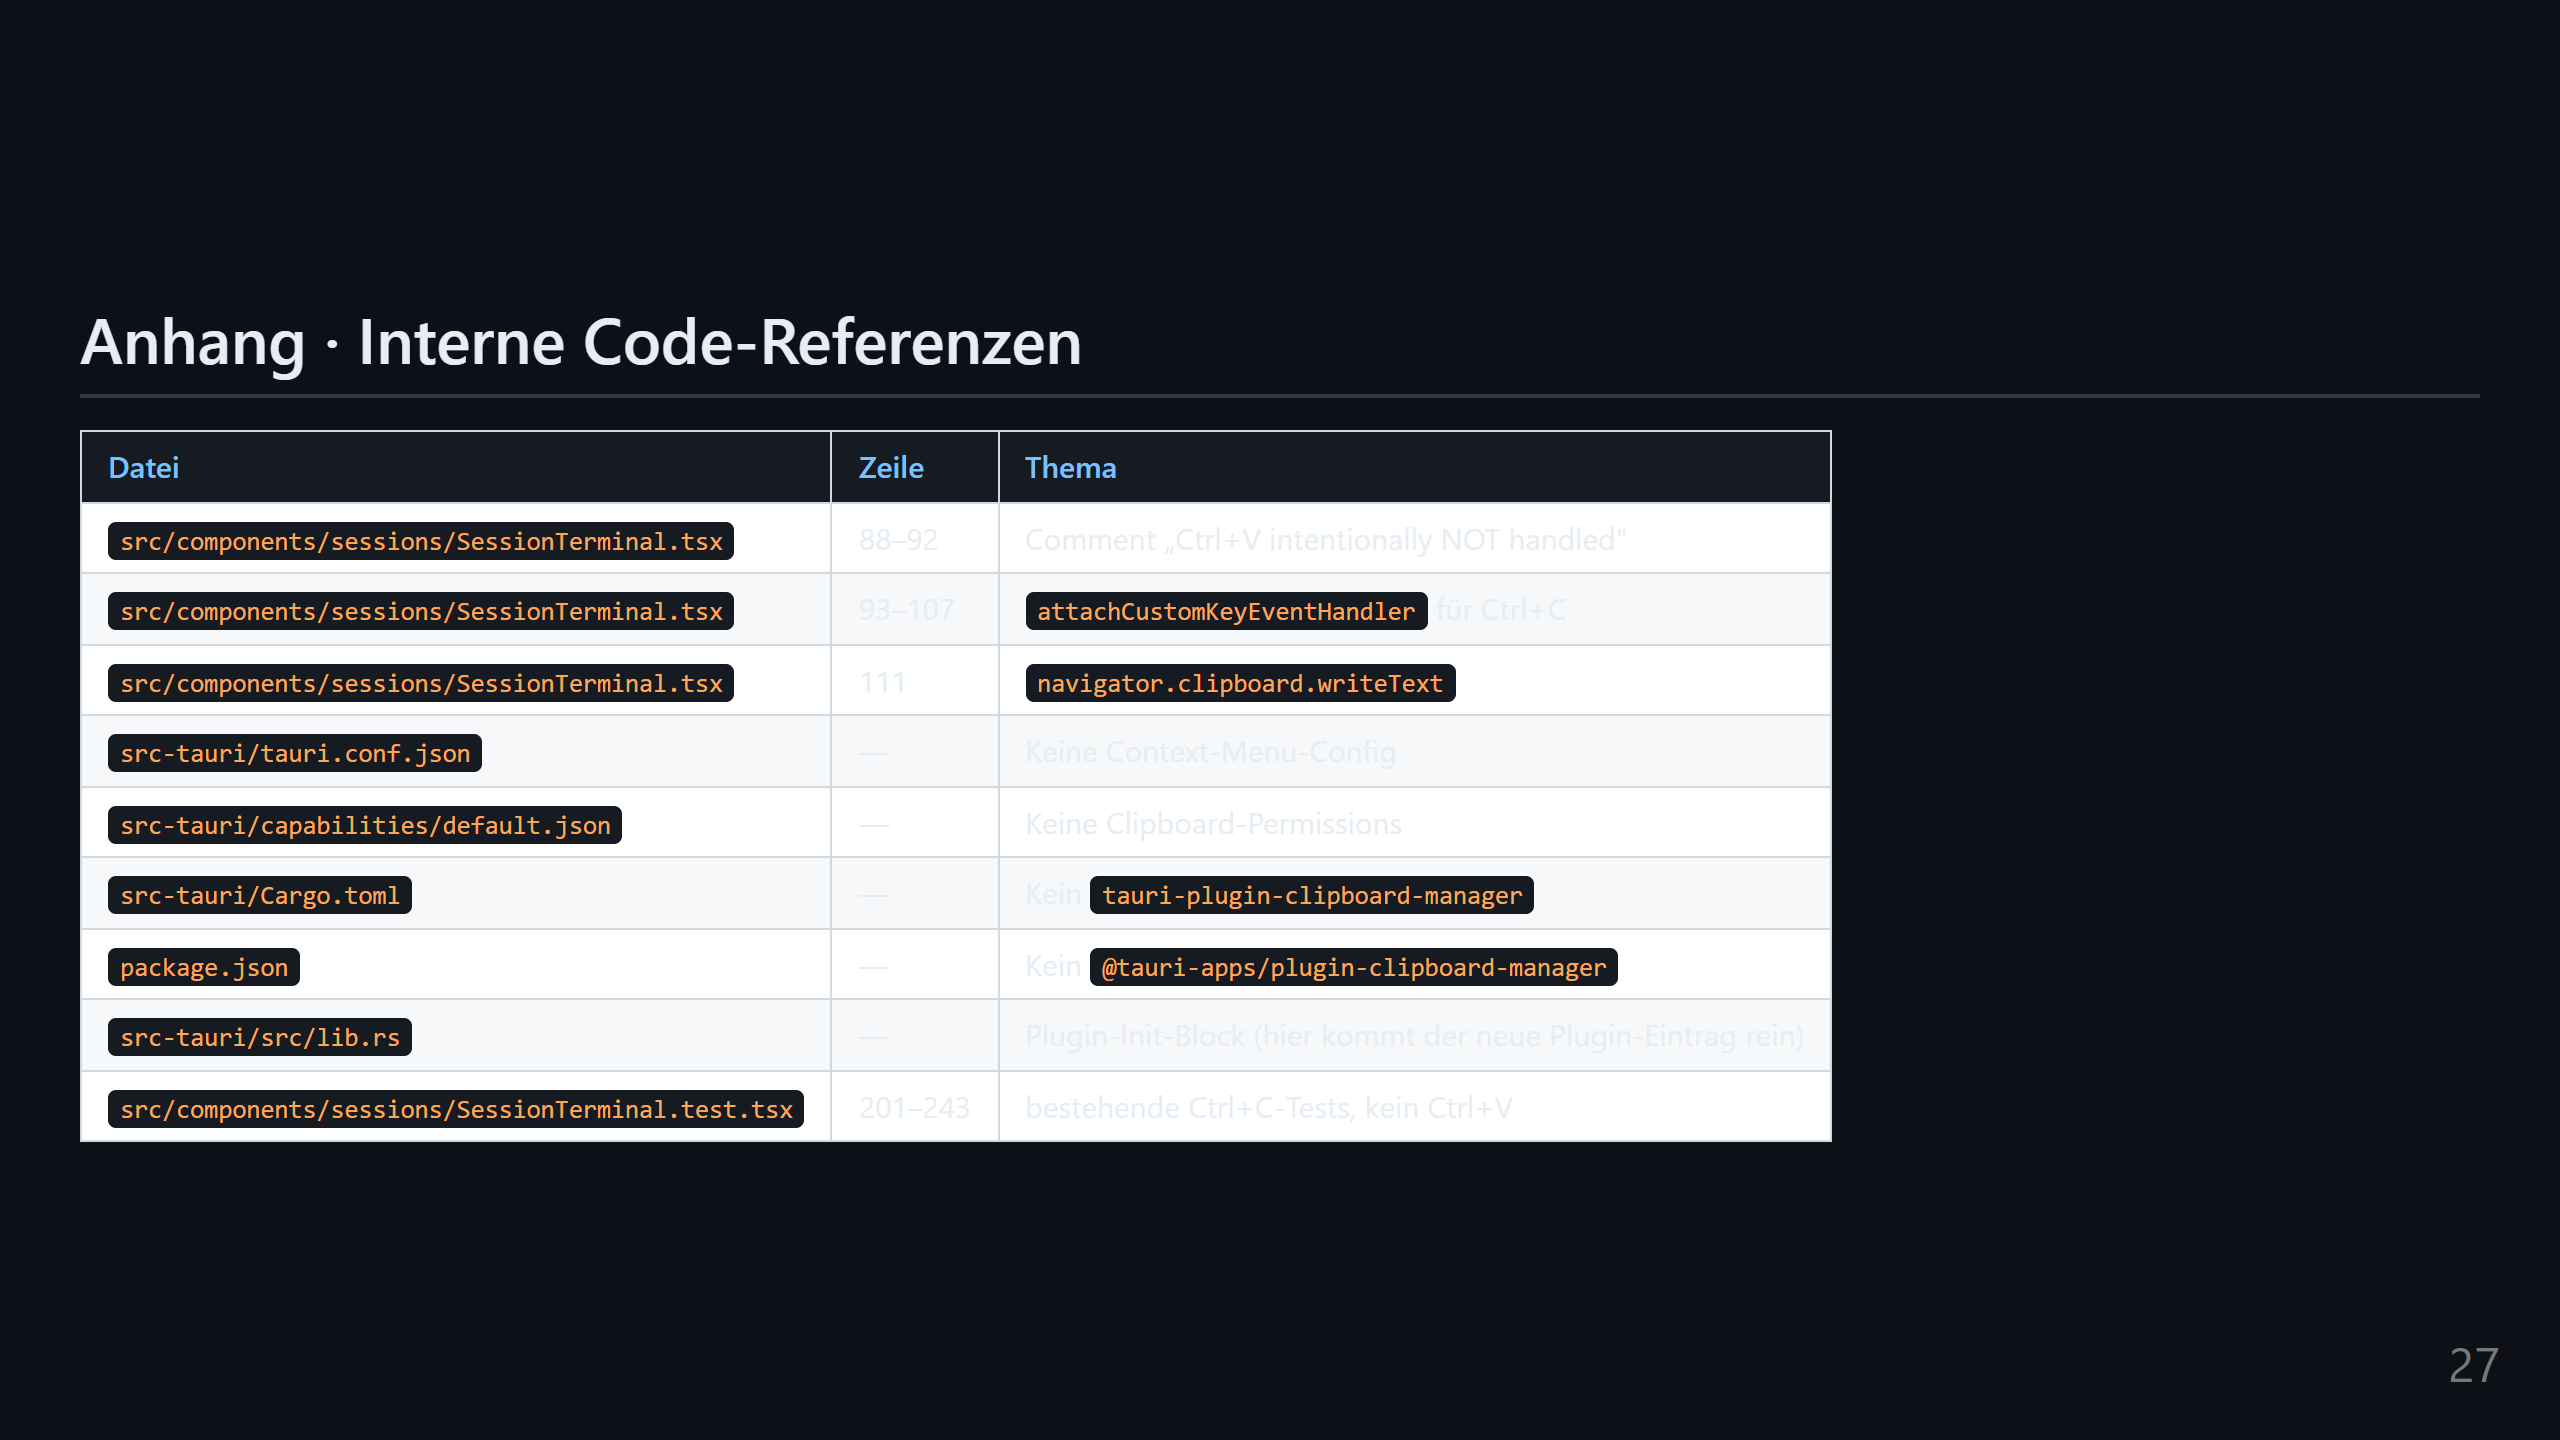 Anhang · Interne Code-Referenzen
Datei Zeile Thema
src/components/sessions/SessionTerminal.tsx 88–92 Comment „Ctrl+V intentionally NOT handled"
src/components/sessions/SessionTerminal.tsx 93–107 attachCustomKeyEventHandler für Ctrl+C
src/components/sessions/SessionTerminal.tsx 111 navigator.clipboard.writeText
src-tauri/tauri.conf.json — Keine Context-Menu-Config
src-tauri/capabilities/default.json — Keine Clipboard-Permissions
src-tauri/Cargo.toml — Kein tauri-plugin-clipboard-manager
package.json — Kein @tauri-apps/plugin-clipboard-manager
src-tauri/src/lib.rs — Plugin-Init-Block (hier kommt der neue Plugin-Eintrag rein)
src/components/sessions/SessionTerminal.test.tsx 201–243 bestehende Ctrl+C-Tests, kein Ctrl+V
27